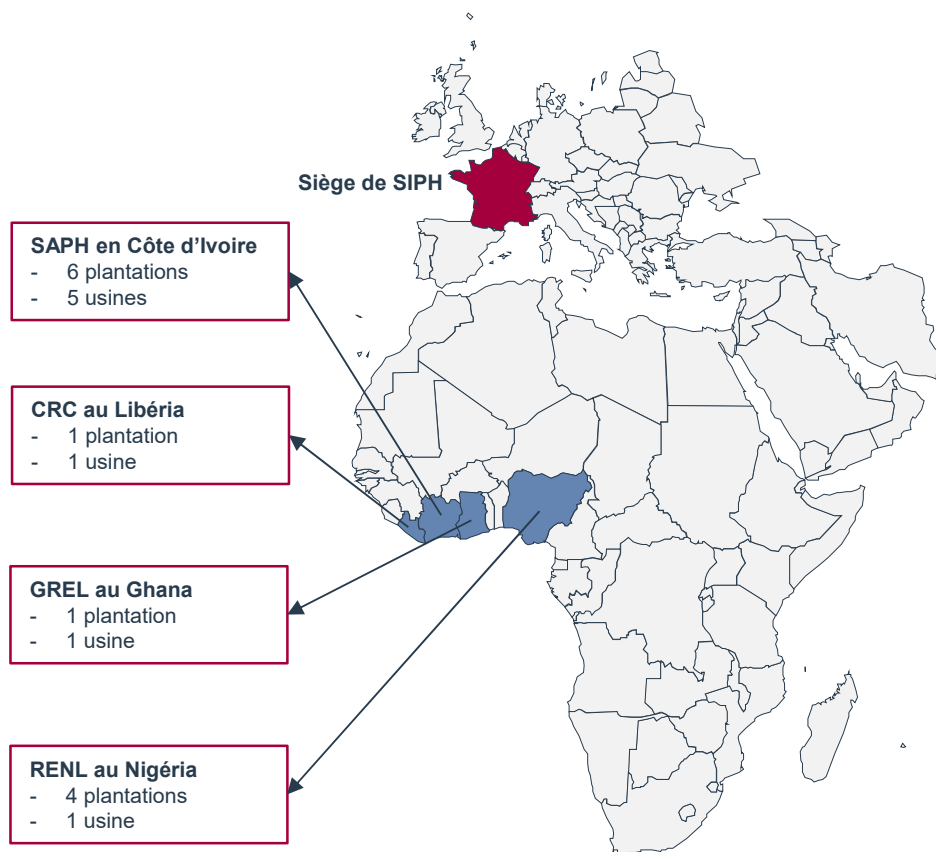 Siège de SIPH
SAPH en Côte d’Ivoire
- 6 plantations
- 5 usines
CRC au Libéria
- 1 plantation
- 1 usine
GREL au Ghana
- 1 plantation
- 1 usine
RENL au Nigéria
- 4 plantations
- 1 usine